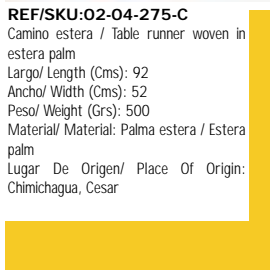 REF/SKU:02-04-275-C
Camino estera / Table runner woven in
estera palm
Largo/ Length (Cms): 92
Ancho/ Width (Cms): 52
Peso/ Weight (Grs): 500
Material/ Material: Palma estera / Estera
palm
Lugar De Origen/ Place Of Origin:
Chimichagua, Cesar